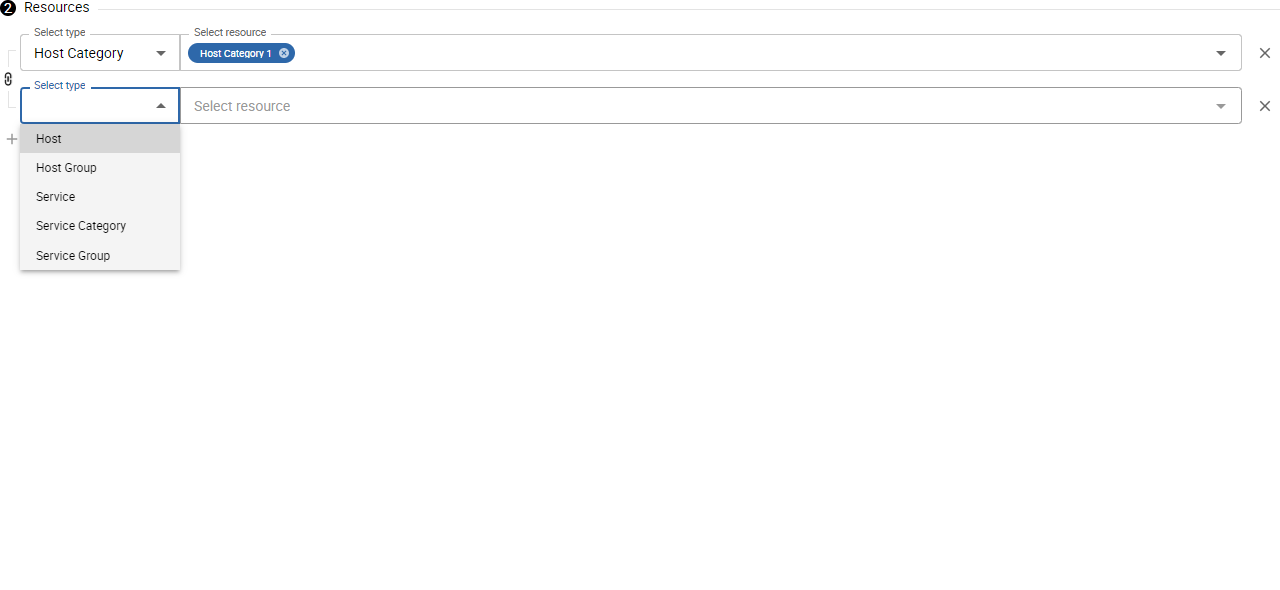 2 Resources
Select type Select resource
Host Category Host Category 1
Select type
Select resource
Host
Host Group
Service
Service Category
Service Group